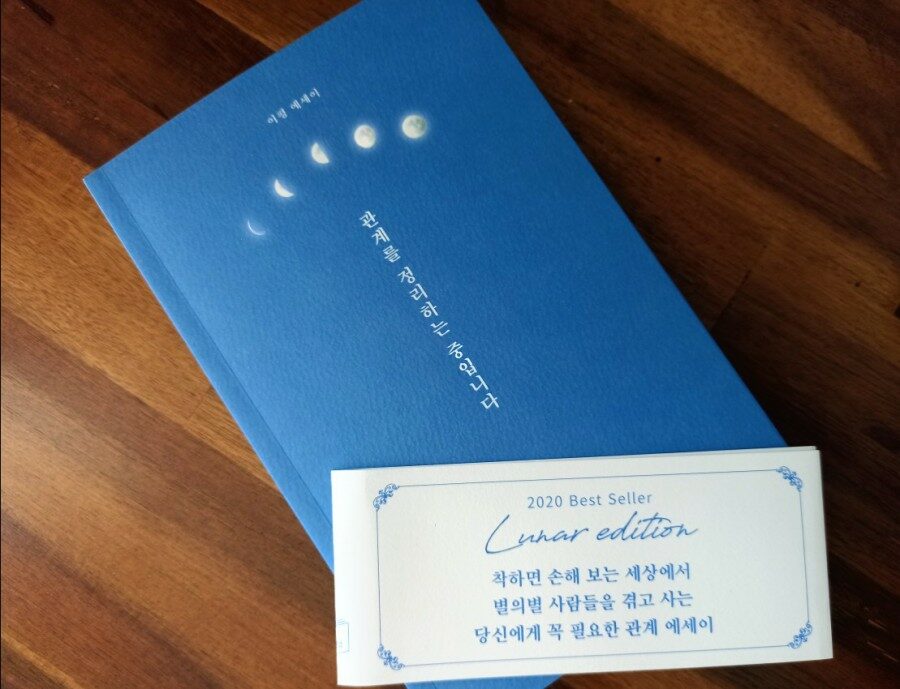 이평 에세이
관계를 정리하는 중입니다
2020 Best Seller
Lunar edition
착하면 손해 보는 세상에서
별의별 사람들을 겪고 사는
당신에게 꼭 필요한 관계 에세이